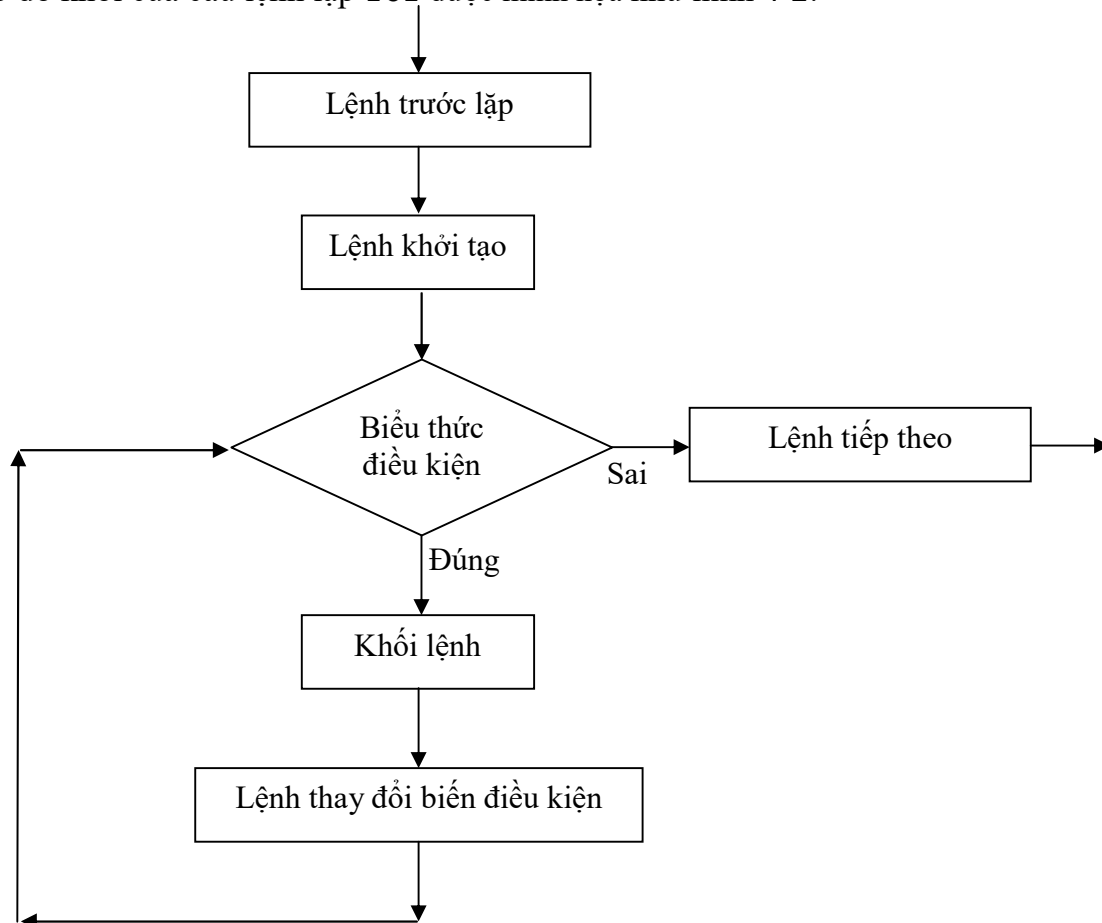 Lệnh trước lặp
Lệnh khởi tạo
Biểu thức
điều kiện
Sai
Lệnh tiếp theo
Đúng
Khối lệnh
Lệnh thay đổi biến điều kiện